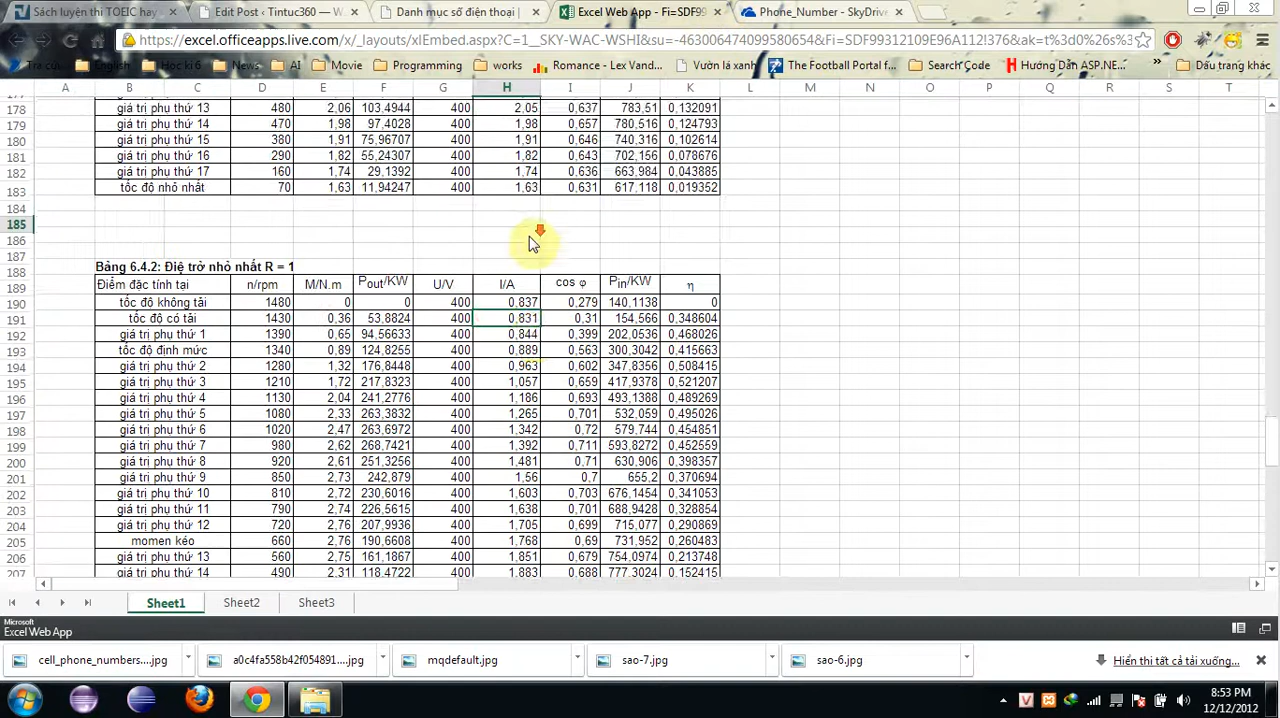 Sách luyện thi TOEIC hay
Edit Post ‹ Tintuc360 — W
Danh mục số điện thoại |
Excel Web App - Fi=SDF99
Phone_Number - SkyDrive
https://excel.officeapps.live.com/x/_layouts/xlEmbed.aspx?C=1__SKY-WAC-WSHI&su=-4630064740995806540&Fi=SDF99312109E96A112!376&ak=t%3d0%26s%3
Tra cứu English Học kì 6 News AI Movie Programming works Romance - Lex Vand... Vườn lá xanh The Football Portal f... Search Code Hướng Dẫn ASP.NE... » Dấu trang khác
A B C D E F G H I J K L M N O P Q R S T
178 giá trị phụ thứ 13 480 2,06 103,4944 400 2,05 0,637 783,51 0,132091
179 giá trị phụ thứ 14 470 1,98 97,4028 400 1,98 0,657 780,516 0,124793
180 giá trị phụ thứ 15 380 1,91 75,96707 400 1,91 0,646 740,316 0,102614
181 giá trị phụ thứ 16 290 1,82 55,24307 400 1,82 0,643 702,156 0,078676
182 giá trị phụ thứ 17 160 1,74 29,1392 400 1,74 0,636 663,984 0,043885
183 tốc độ nhỏ nhất 70 1,63 11,94247 400 1,63 0,631 617,118 0,019352
184
185
186
187
188 Bảng 6.4.2: Điệ trở nhỏ nhất R = 1
189 Điểm đặc tính tại n/rpm M/N.m Pout/KW U/V I/A cos φ Pin/KW η
190 tốc độ không tải 1480 0 0 400 0,837 0,279 140,1138 0
191 tốc độ có tải 1430 0,36 53,8824 400 0,831 0,31 154,566 0,348604
192 giá trị phụ thứ 1 1390 0,65 94,56633 400 0,844 0,399 202,0536 0,468026
193 tốc độ định mức 1340 0,89 124,8255 400 0,889 0,563 300,3042 0,415663
194 giá trị phụ thứ 2 1280 1,32 176,8448 400 0,963 0,602 347,8356 0,508415
195 giá trị phụ thứ 3 1210 1,72 217,8323 400 1,057 0,659 417,9378 0,521207
196 giá trị phụ thứ 4 1130 2,04 241,2776 400 1,186 0,693 493,1388 0,489269
197 giá trị phụ thứ 5 1080 2,33 263,3832 400 1,265 0,701 532,059 0,495026
198 giá trị phụ thứ 6 1020 2,47 263,6972 400 1,342 0,72 579,744 0,454851
199 giá trị phụ thứ 7 980 2,62 268,7421 400 1,392 0,711 593,8272 0,452559
200 giá trị phụ thứ 8 920 2,61 251,3256 400 1,481 0,71 630,906 0,398357
201 giá trị phụ thứ 9 850 2,73 242,879 400 1,56 0,7 655,2 0,370694
202 giá trị phụ thứ 10 810 2,72 230,6016 400 1,603 0,703 676,1454 0,341053
203 giá trị phụ thứ 11 790 2,74 226,5615 400 1,638 0,701 688,9428 0,328854
204 giá trị phụ thứ 12 720 2,76 207,9936 400 1,705 0,699 715,077 0,290869
205 momen kéo 660 2,76 190,6608 400 1,768 0,69 731,952 0,260483
206 giá trị phụ thứ 13 560 2,75 161,1867 400 1,851 0,679 754,0974 0,213748
207 giá trị phụ thứ 14 490 2,31 118,4722 400 1,883 0,688 777,3024 0,152415
Sheet1 Sheet2 Sheet3
Microsoft
Excel Web App
cell_phone_numbers....jpg a0c4fa558b42f054891....jpg mqdefault.jpg sao-7.jpg sao-6.jpg Hiển thị tất cả tải xuống...
8:53 PM
12/12/2012